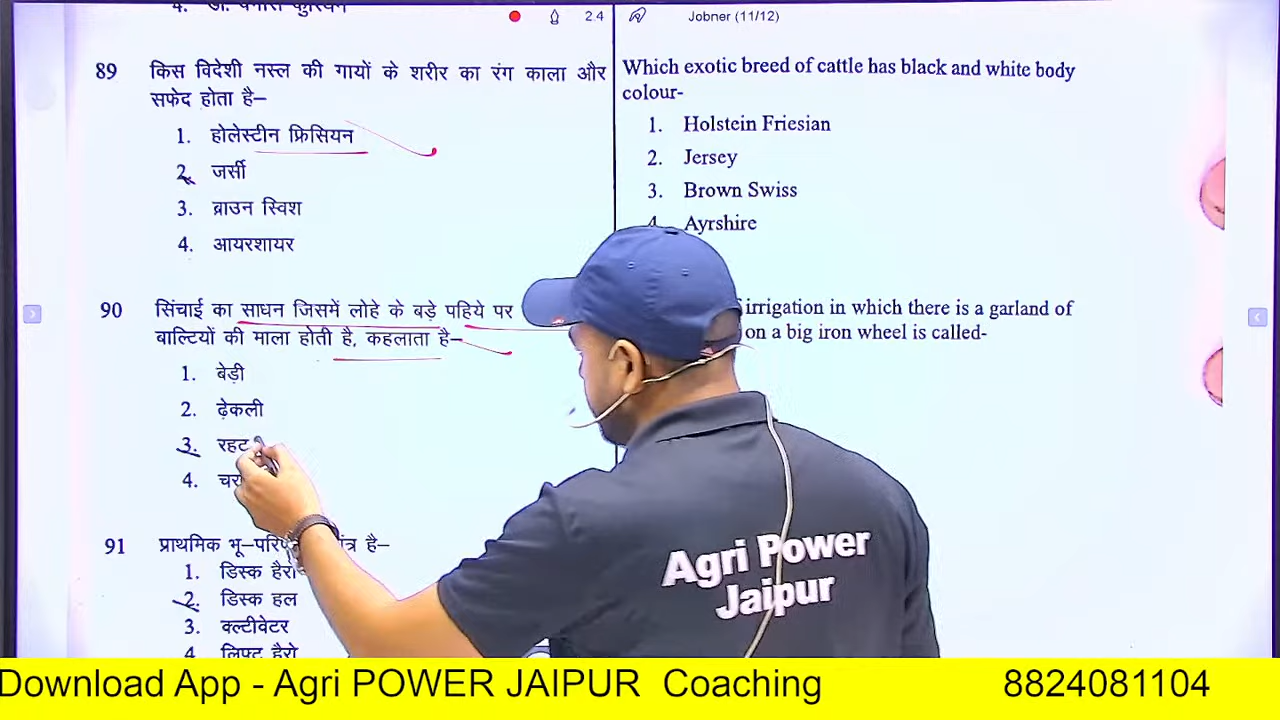 2 4
Jobner (11/12)
89 किस विदेशी नस्ल की गायों के शरीर का रंग काला और
सफेद होता है–
1. होलेस्टीन फ्रिसियन
2. जर्सी
3. ब्राउन स्विश
4. आयरशायर
Which exotic breed of cattle has black and white body
colour-
1. Holstein Friesian
2. Jersey
3. Brown Swiss
4. Ayrshire
90 सिंचाई का साधन जिसमें लोहे के बड़े पहिये पर
बाल्टियों की माला होती है, कहलाता है–
1. बेड़ी
2. ढ़ेकली
3. रहट
4.
irrigation in which there is a garland of
on a big iron wheel is called-
91 प्राथमिक है–
1. डिस्क हैरो
2. डिस्क हल
3. क्ल्टीवेटर
4. लिफ्ट हैरो
Agri Power
Jaipur
Download App - Agri POWER JAIPUR Coaching 8824081104